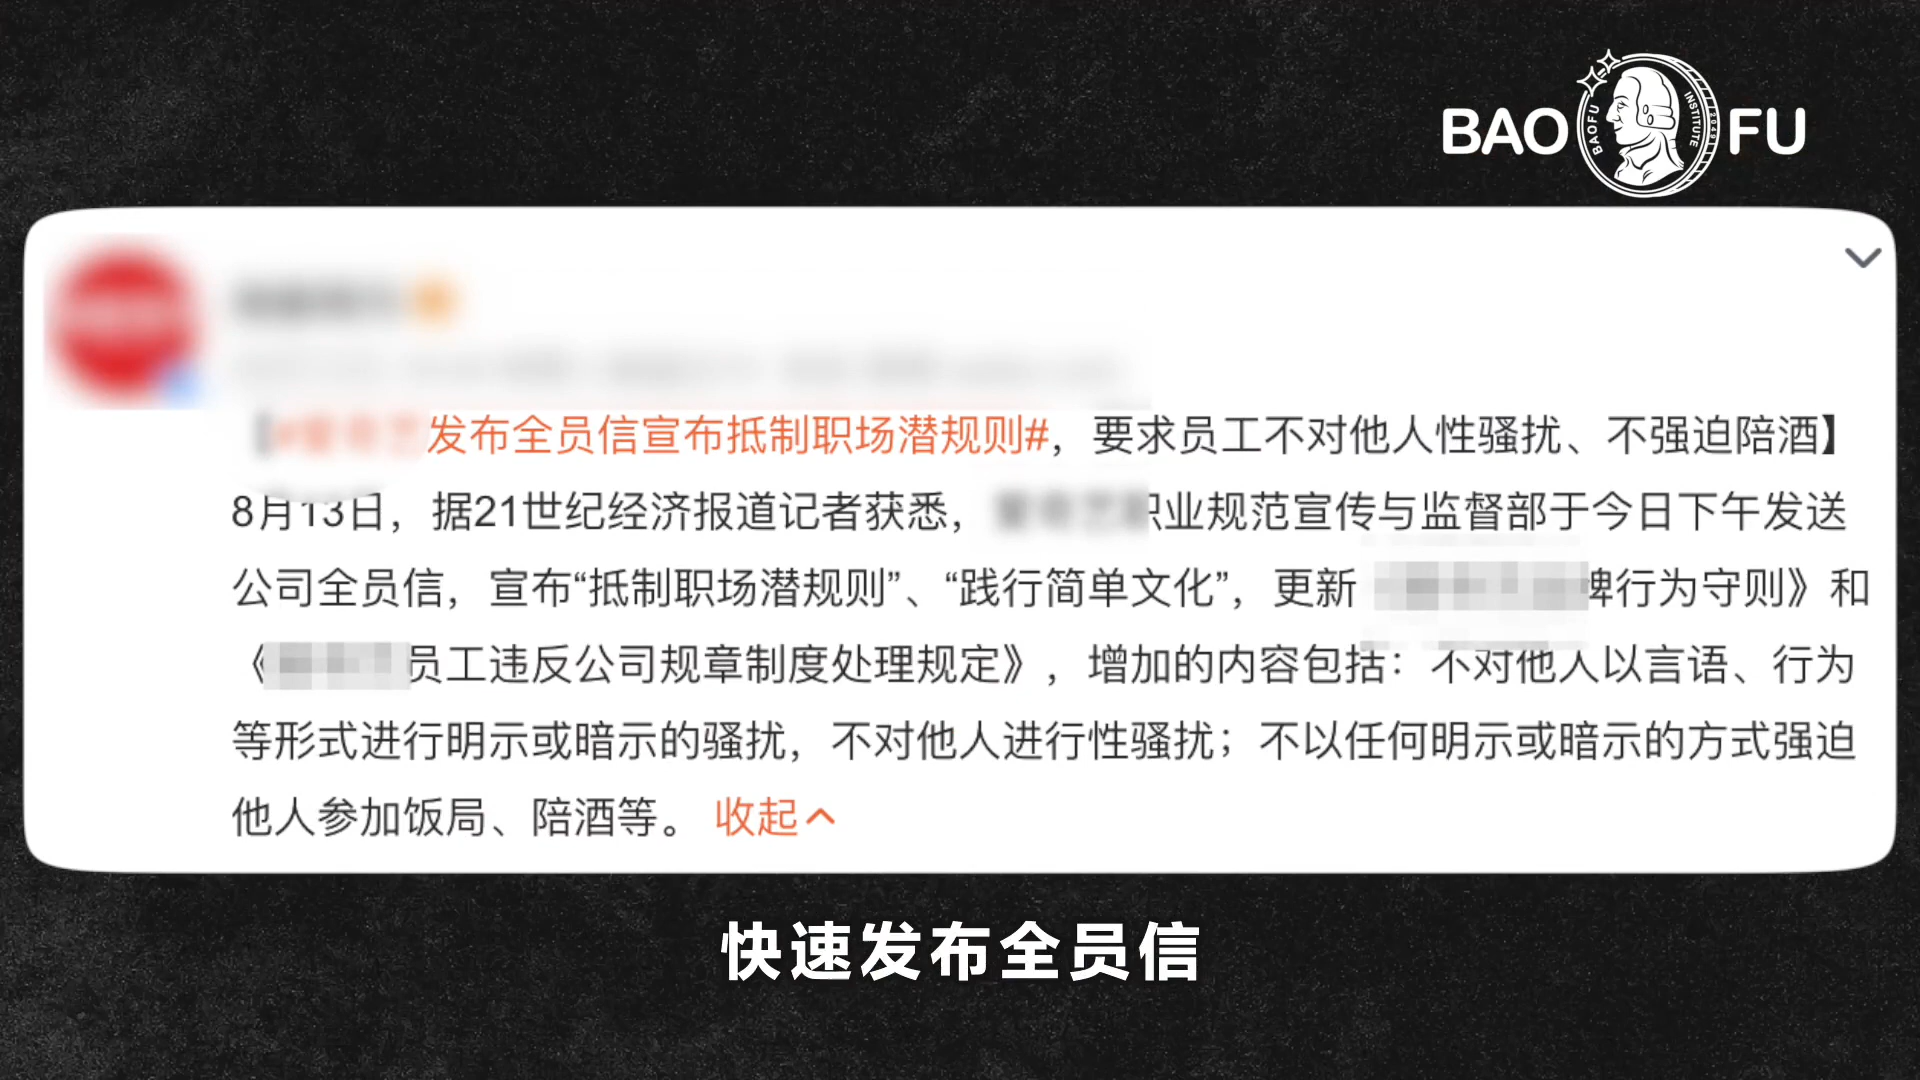 BAO FU
BAOFU INSTITUTE 2049
发布全员信宣布抵制职场潜规则#，要求员工不对他人性骚扰、不强迫陪酒】
8月13日，据21世纪经济报道记者获悉，职业规范宣传与监督部于今日下午发送
公司全员信，宣布“抵制职场潜规则”、“践行简单文化”，更新 牌行为守则》和
《员工违反公司规章制度处理规定》，增加的内容包括：不对他人以言语、行为
等形式进行明示或暗示的骚扰，不对他人进行性骚扰；不以任何明示或暗示的方式强迫
他人参加饭局、陪酒等。 收起
快速发布全员信